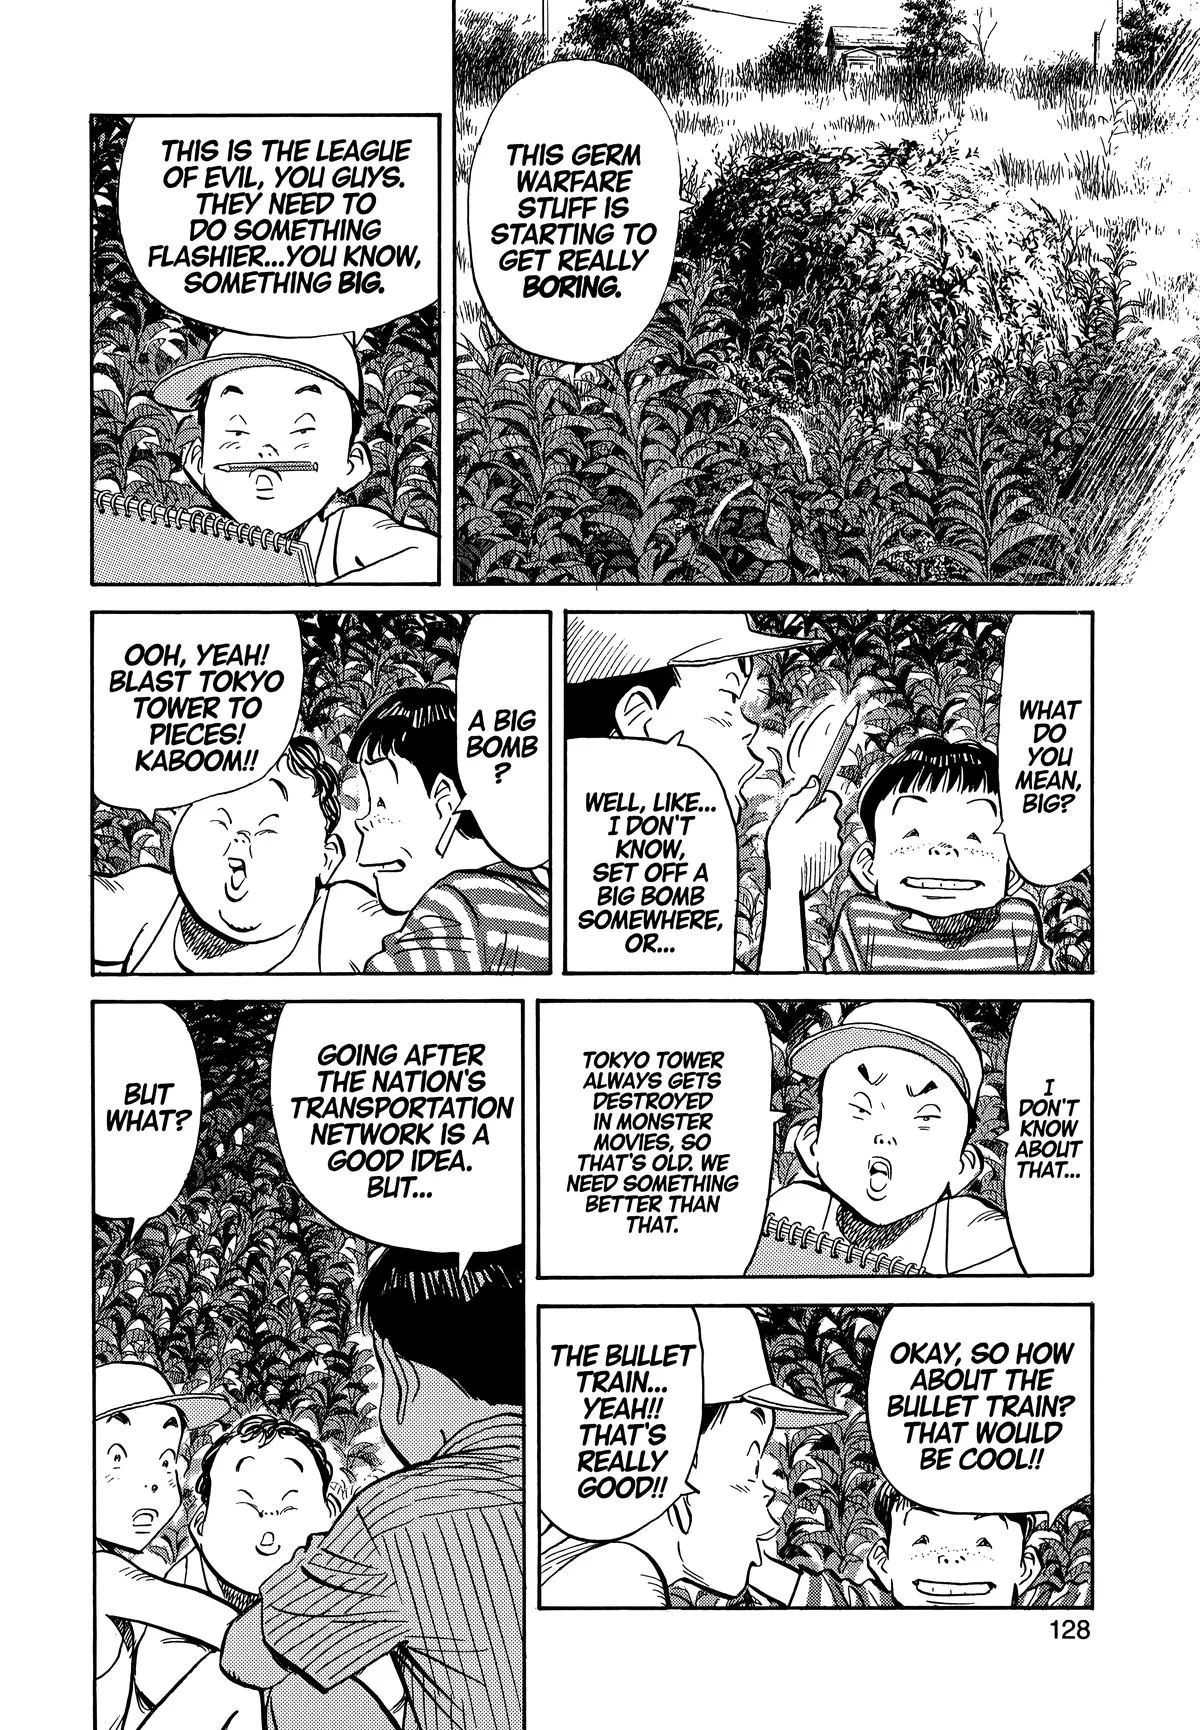 THIS GERM
WARFARE
STUFF IS
STARTING TO
GET REALLY
BORING.
THIS IS THE LEAGUE
OF EVIL, YOU GUYS.
THEY NEED TO
DO SOMETHING
FLASHIER...YOU KNOW,
SOMETHING BIG.
WHAT
DO
YOU
MEAN,
BIG?
WELL, LIKE...
I DON'T
KNOW,
SET OFF A
BIG BOMB
SOMEWHERE,
OR...
A BIG
BOMB
?
OOH, YEAH!
BLAST TOKYO
TOWER TO
PIECES!
KABOOM!!
I
DON'T
KNOW
ABOUT
THAT...
TOKYO TOWER
ALWAYS GETS
DESTROYED
IN MONSTER
MOVIES, SO
THAT'S OLD. WE
NEED SOMETHING
BETTER THAN
THAT.
OKAY, SO HOW
ABOUT THE
BULLET TRAIN?
THAT WOULD
BE COOL!!
THE BULLET
TRAIN...
YEAH!!
THAT'S
REALLY
GOOD!!
GOING AFTER
THE NATION'S
TRANSPORTATION
NETWORK IS A
GOOD IDEA.
BUT...
BUT
WHAT?
128